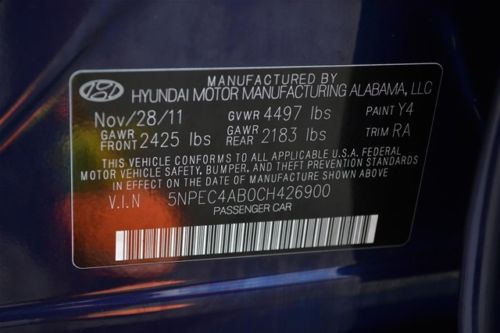 MANUFACTURED BY
HYUNDAI MOTOR MANUFACTURING ALABAMA, LLC
Nov/28/11 GVWR 4497 lbs PAINT Y4
GAWR FRONT 2425 lbs GAWR REAR 2183 lbs TRIM RA
THIS VEHICLE CONFORMS TO ALL APPLICABLE U.S.A. FEDERAL
MOTOR VEHICLE SAFETY, BUMPER, AND THEFT PREVENTION STANDARDS
IN EFFECT ON THE DATE OF MANUFACTURE SHOWN ABOVE
V.I.N 5NPEC4AB0CH426900
PASSENGER CAR